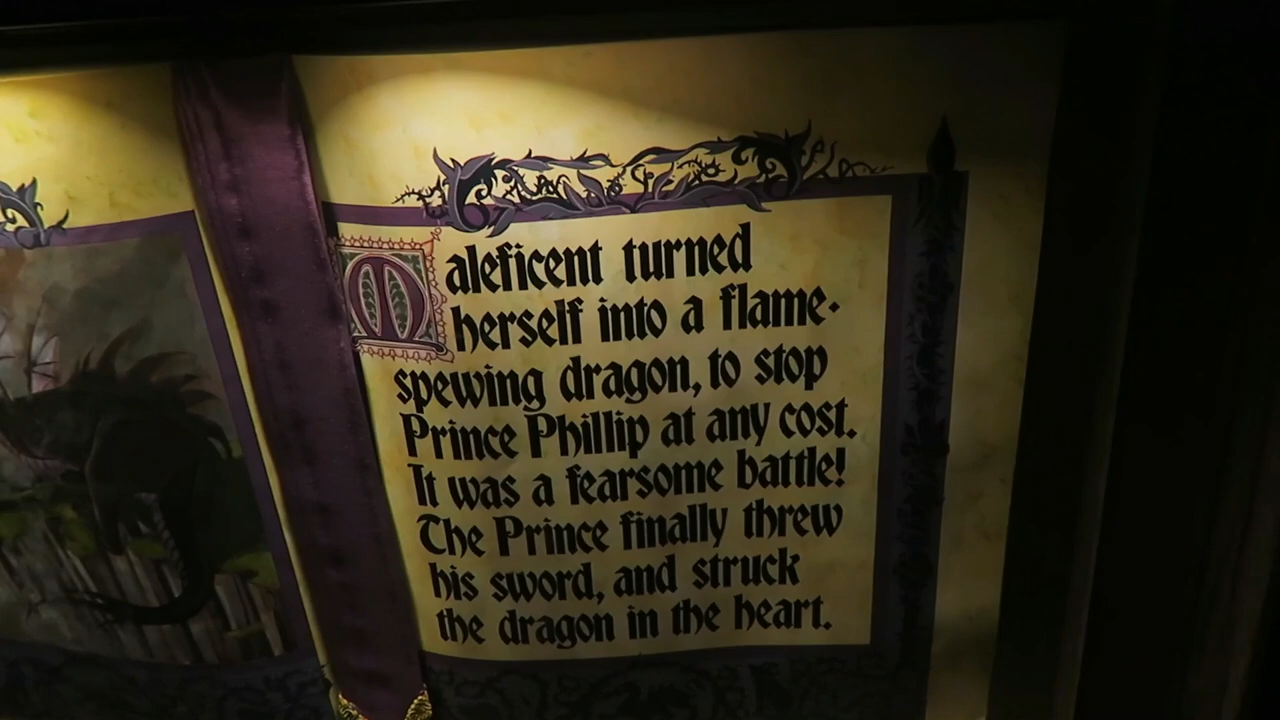 Maleficent turned
herself into a flame-
spewing dragon, to stop
Prince Phillip at any cost.
It was a fearsome battle!
The Prince finally threw
his sword, and struck
the dragon in the heart.